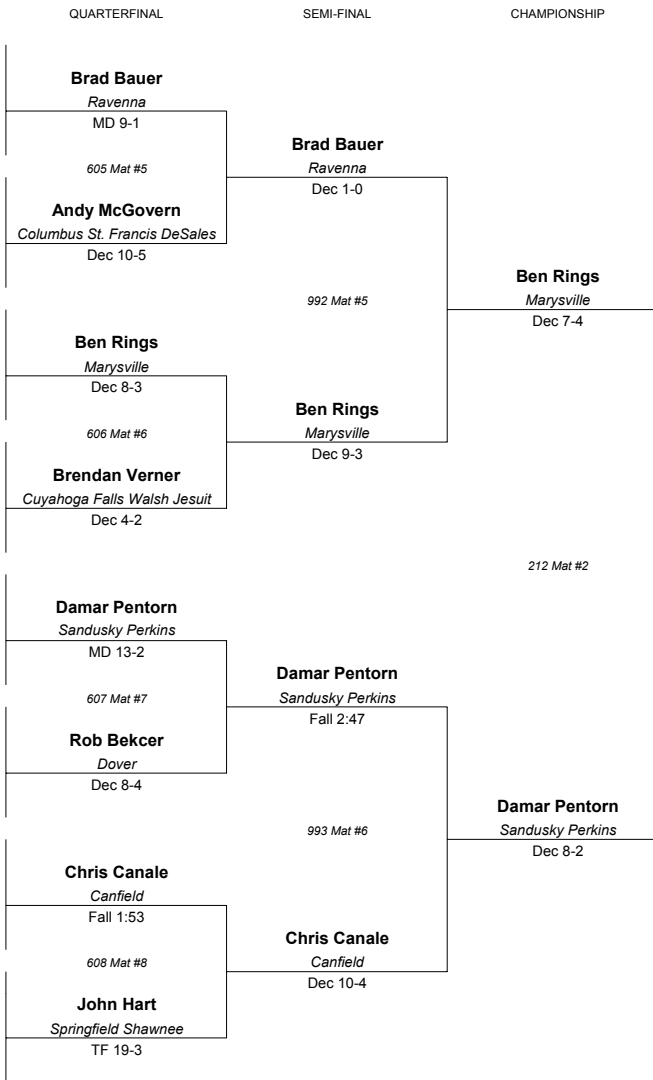 QUARTERFINAL
SEMI-FINAL
CHAMPIONSHIP
Brad Bauer
Ravenna
MD 9-1
605 Mat #5
Andy McGovern
Columbus St. Francis DeSales
Dec 10-5
Ben Rings
Marysville
Dec 8-3
606 Mat #6
Brendan Verner
Cuyahoga Falls Walsh Jesuit
Dec 4-2
Damar Pentorn
Sandusky Perkins
MD 13-2
607 Mat #7
Rob Bekcer
Dover
Dec 8-4
Chris Canale
Canfield
Fall 1:53
608 Mat #8
John Hart
Springfield Shawnee
TF 19-3
Brad Bauer
Ravenna
Dec 1-0
992 Mat #5
Ben Rings
Marysville
Dec 9-3
Damar Pentorn
Sandusky Perkins
Fall 2:47
993 Mat #6
Chris Canale
Canfield
Dec 10-4
Ben Rings
Marysville
Dec 7-4
212 Mat #2
Damar Pentorn
Sandusky Perkins
Dec 8-2